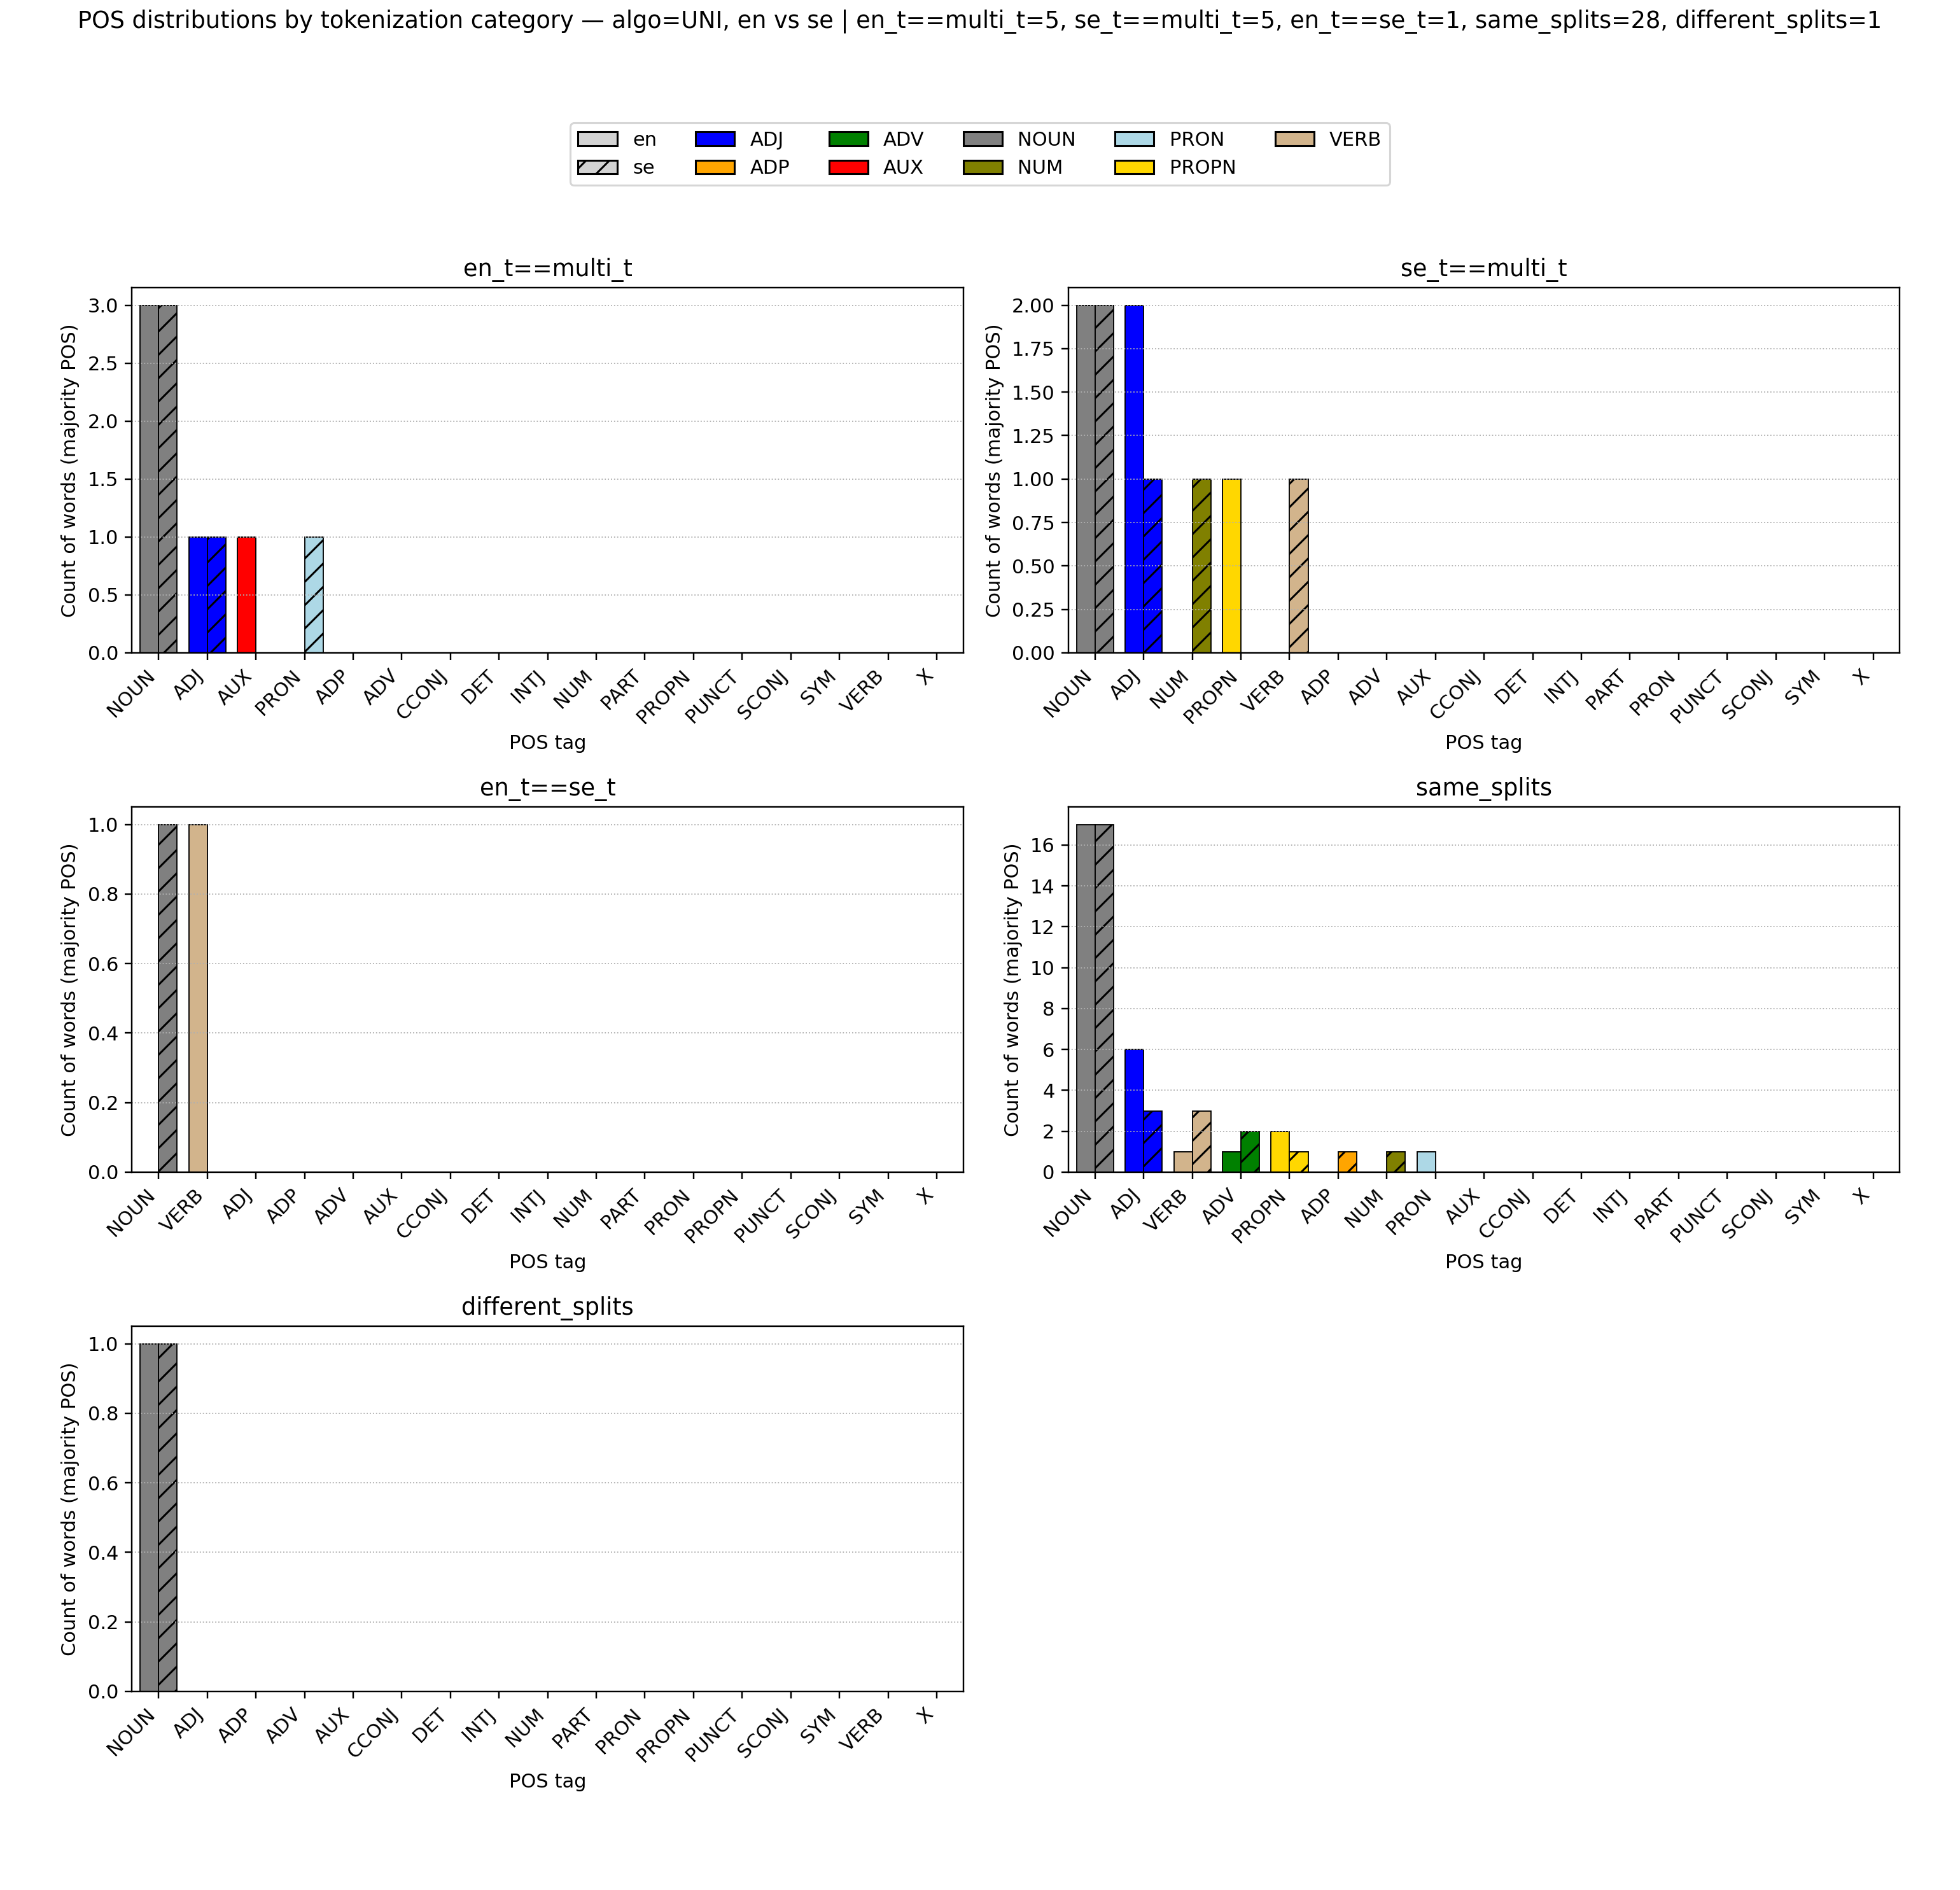 POS distributions by tokenization category — algo=UNI, en vs se | en_t==multi_t=5, se_t==multi_t=5, en_t==se_t=1, same_splits=28, different_splits=1
en ADJ ADV NOUN PRON VERB
se ADP AUX NUM PROPN
en_t==multi_t
Count of words (majority POS)
3.0
2.5
2.0
1.5
1.0
0.5
0.0
NOUN ADJ AUX PRON ADP ADV CCONJ DET INTJ NUM PART PROPN PUNCT SCONJ SYM VERB X
POS tag
se_t==multi_t
Count of words (majority POS)
2.00
1.75
1.50
1.25
1.00
0.75
0.50
0.25
0.00
NOUN ADJ NUM PROPN VERB ADP ADV AUX CCONJ DET INTJ PART PRON PUNCT SCONJ SYM X
POS tag
en_t==se_t
Count of words (majority POS)
1.0
0.8
0.6
0.4
0.2
0.0
NOUN VERB ADJ ADP ADV AUX CCONJ DET INTJ NUM PART PRON PROPN PUNCT SCONJ SYM X
POS tag
same_splits
Count of words (majority POS)
16
14
12
10
8
6
4
2
0
NOUN ADJ VERB ADV PROPN ADP NUM PRON AUX CCONJ DET INTJ PART PUNCT SCONJ SYM X
POS tag
different_splits
Count of words (majority POS)
1.0
0.8
0.6
0.4
0.2
0.0
NOUN ADJ ADP ADV AUX CCONJ DET INTJ NUM PART PRON PROPN PUNCT SCONJ SYM VERB X
POS tag